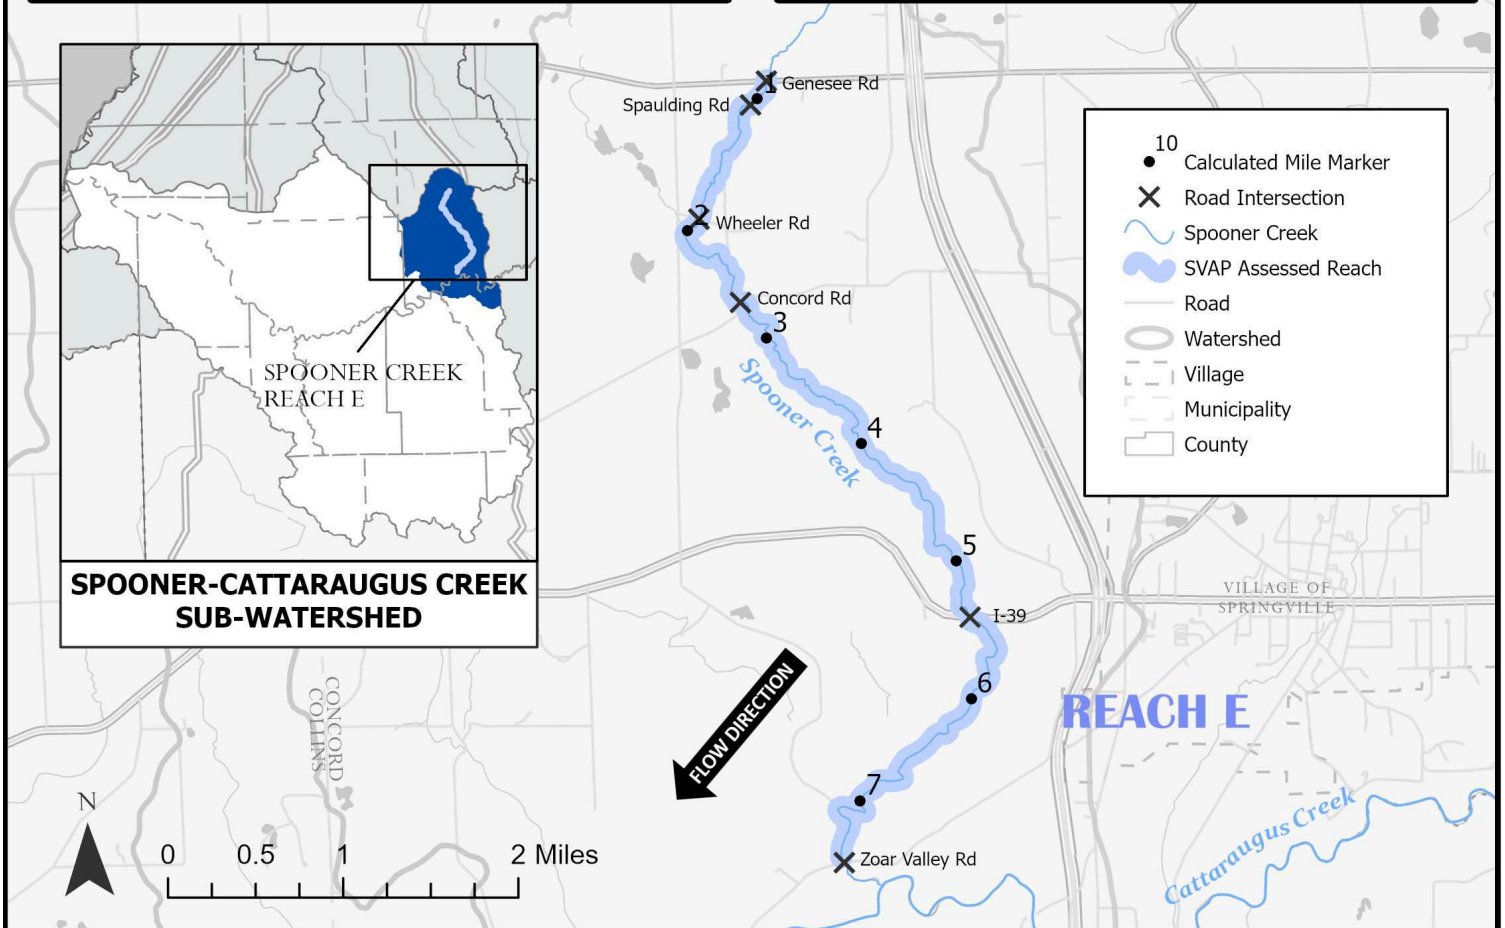 1
Genesee Rd
Spaulding Rd
2
Wheeler Rd
Concord Rd
3
Spooner Creek
4
5
I-39
6
7
Zoar Valley Rd
REACH E
VILLAGE OF
SPRINGVILLE
Cattaraugus Creek
FLOW DIRECTION
CONCORD
COLLINS
N
0 0.5 1 2 Miles
SPOONER CREEK
REACH E
SPOONER-CATTARAUGUS CREEK
SUB-WATERSHED
10
Calculated Mile Marker
Road Intersection
Spooner Creek
SVAP Assessed Reach
Road
Watershed
Village
Municipality
County